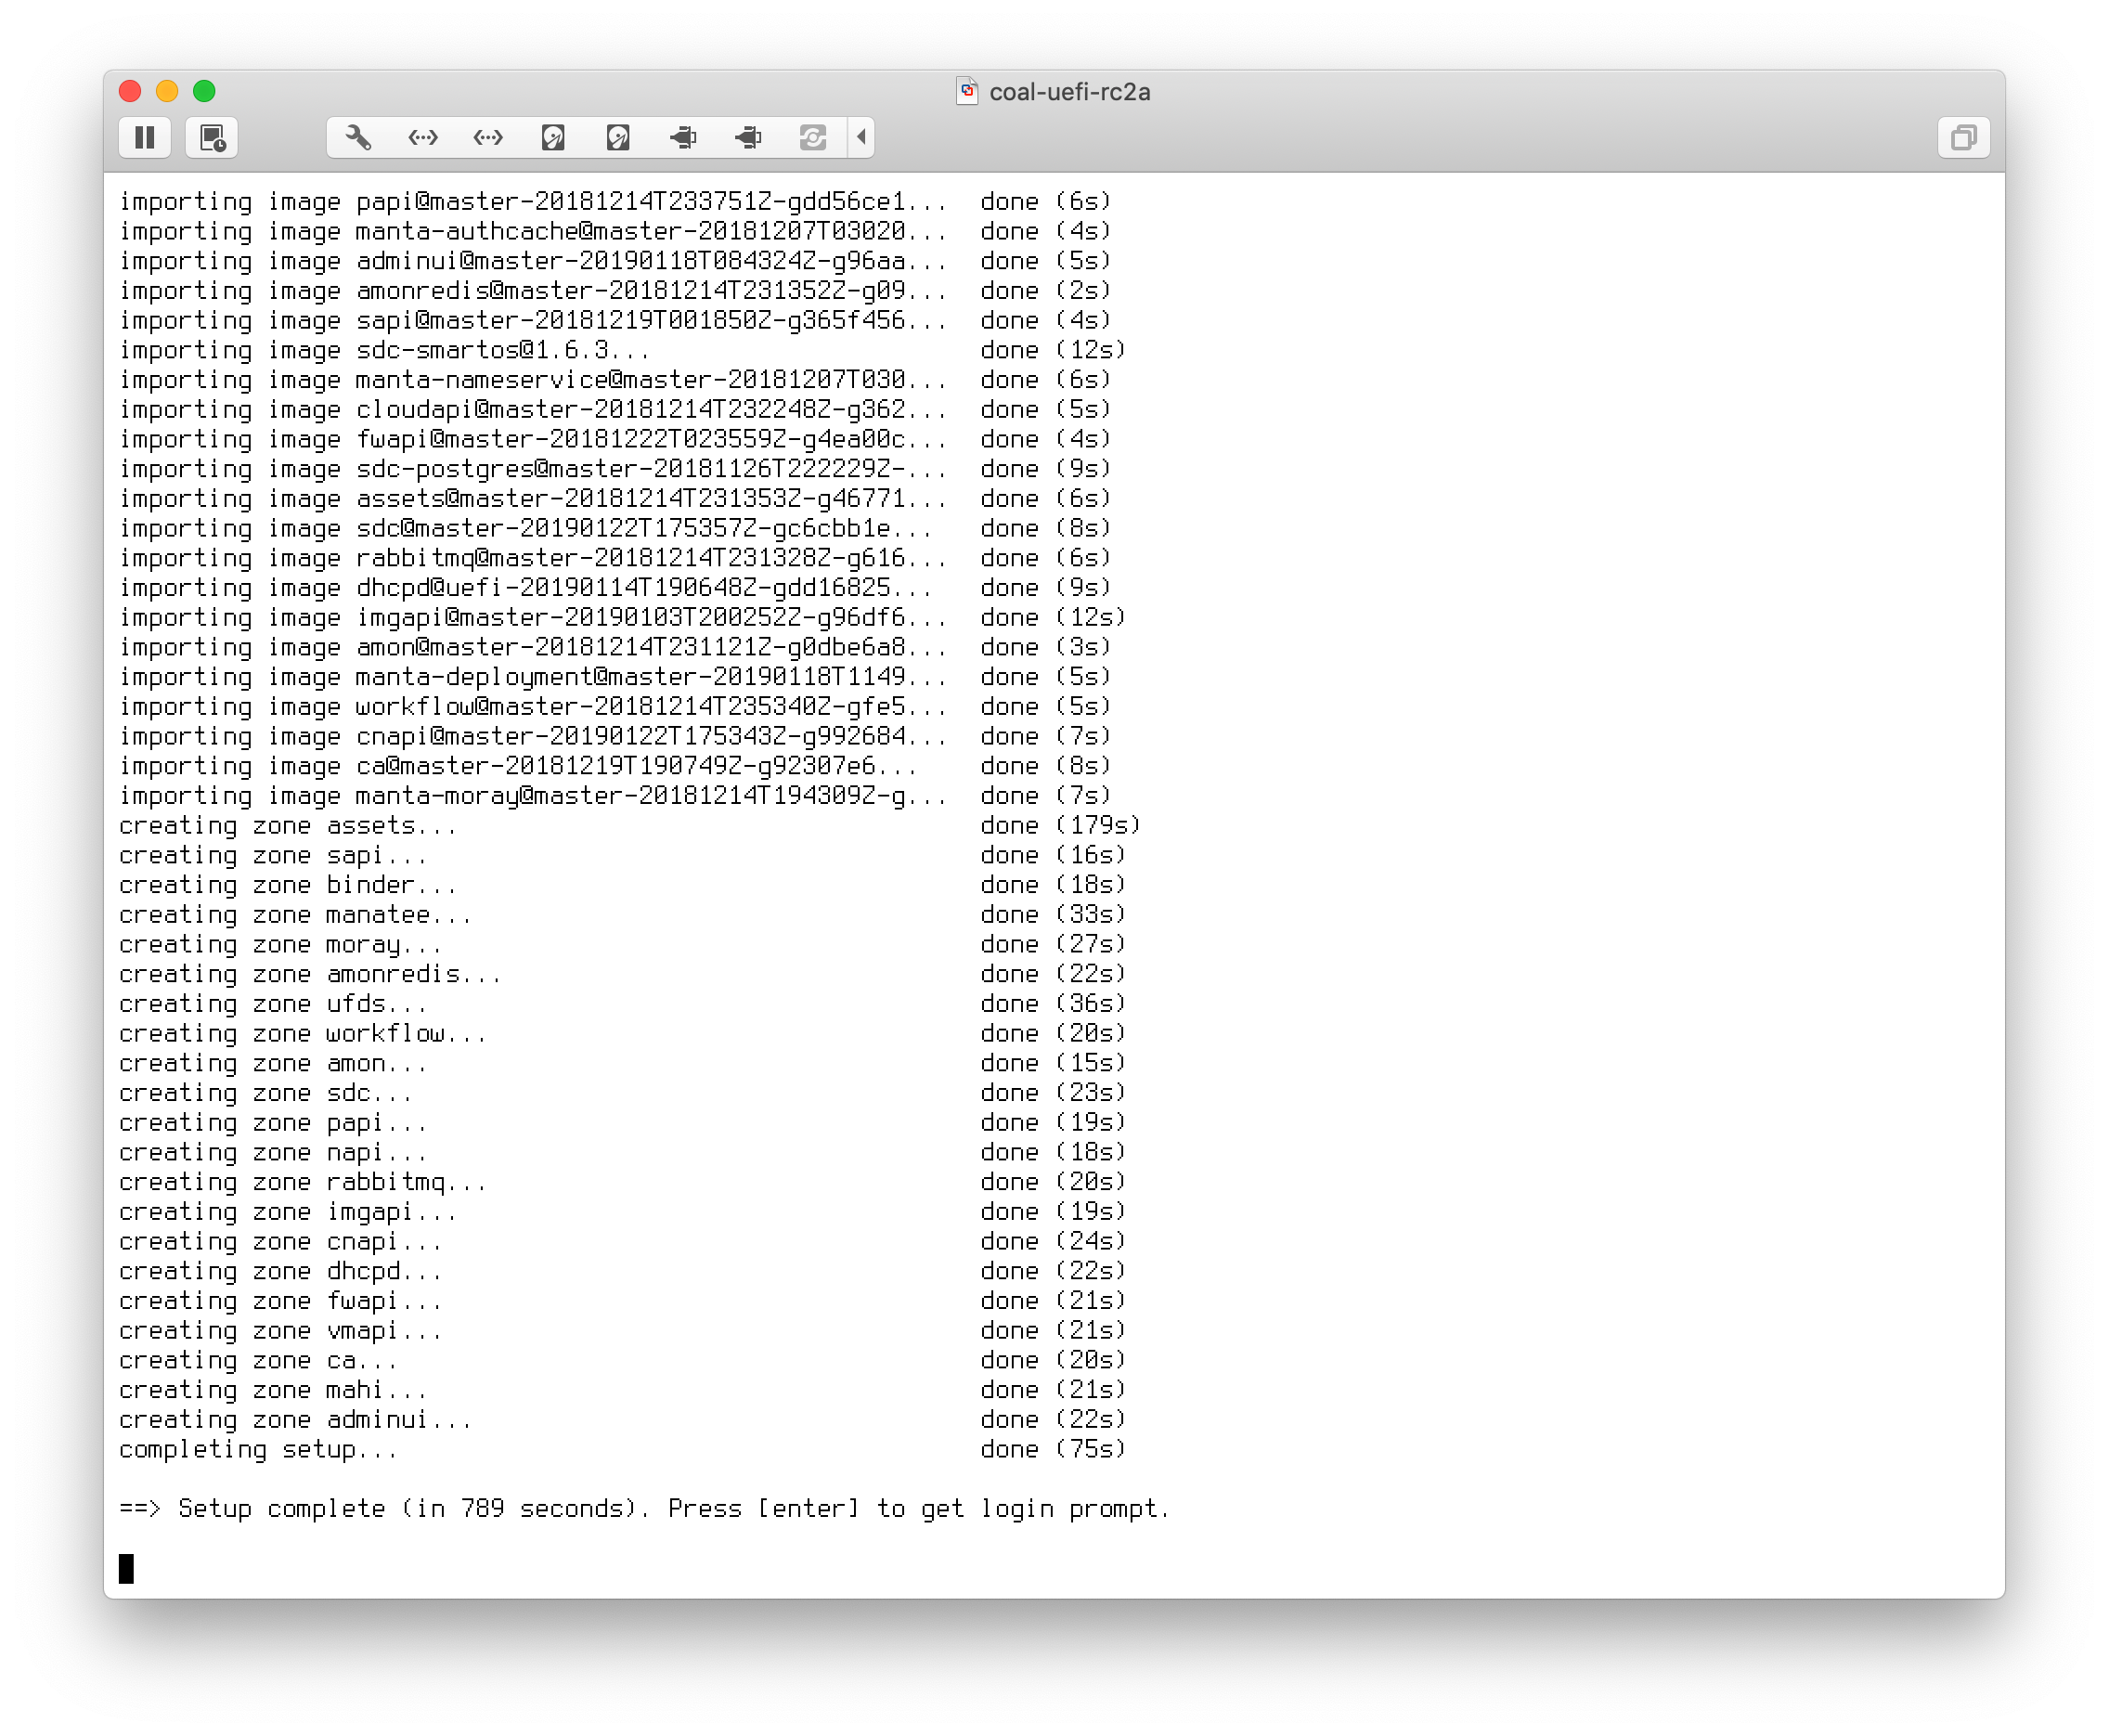 coal-uefi-rc2a
importing image papi@master-20181214T233751Z-gdd56ce1... done (6s)
importing image manta-authcache@master-20181207T03020... done (4s)
importing image adminui@master-20190118T084324Z-g96aa... done (5s)
importing image amonredis@master-20181214T231352Z-g09... done (2s)
importing image sapi@master-20181219T001850Z-g365f456... done (4s)
importing image sdc-smartos@1.6.3... done (12s)
importing image manta-nameservice@master-20181207T030... done (6s)
importing image cloudapi@master-20181214T232248Z-g362... done (5s)
importing image fwapi@master-20181222T023559Z-g4ea00c... done (4s)
importing image sdc-postgres@master-20181126T222229Z-... done (9s)
importing image assets@master-20181214T231353Z-g46771... done (6s)
importing image sdc@master-20190122T175357Z-gc6cbb1e... done (8s)
importing image rabbitmq@master-20181214T231328Z-g616... done (6s)
importing image dhcpd@uefi-20190114T190648Z-gdd16825... done (9s)
importing image imgapi@master-20190103T200252Z-g96df6... done (12s)
importing image amon@master-20181214T231121Z-g0dbe6a8... done (3s)
importing image manta-deployment@master-20190118T1149... done (5s)
importing image workflow@master-20181214T235340Z-gfe5... done (5s)
importing image cnapi@master-20190122T175343Z-g992684... done (7s)
importing image ca@master-20181219T190749Z-g92307e6... done (8s)
importing image manta-moray@master-20181214T194309Z-g... done (7s)
creating zone assets... done (179s)
creating zone sapi... done (16s)
creating zone binder... done (18s)
creating zone manatee... done (33s)
creating zone moray... done (27s)
creating zone amonredis... done (22s)
creating zone ufds... done (36s)
creating zone workflow... done (20s)
creating zone amon... done (15s)
creating zone sdc... done (23s)
creating zone papi... done (19s)
creating zone napi... done (18s)
creating zone rabbitmq... done (20s)
creating zone imgapi... done (19s)
creating zone cnapi... done (24s)
creating zone dhcpd... done (22s)
creating zone fwapi... done (21s)
creating zone vmapi... done (21s)
creating zone ca... done (20s)
creating zone mahi... done (21s)
creating zone adminui... done (22s)
completing setup... done (75s)
==> Setup complete (in 789 seconds). Press [enter] to get login prompt.